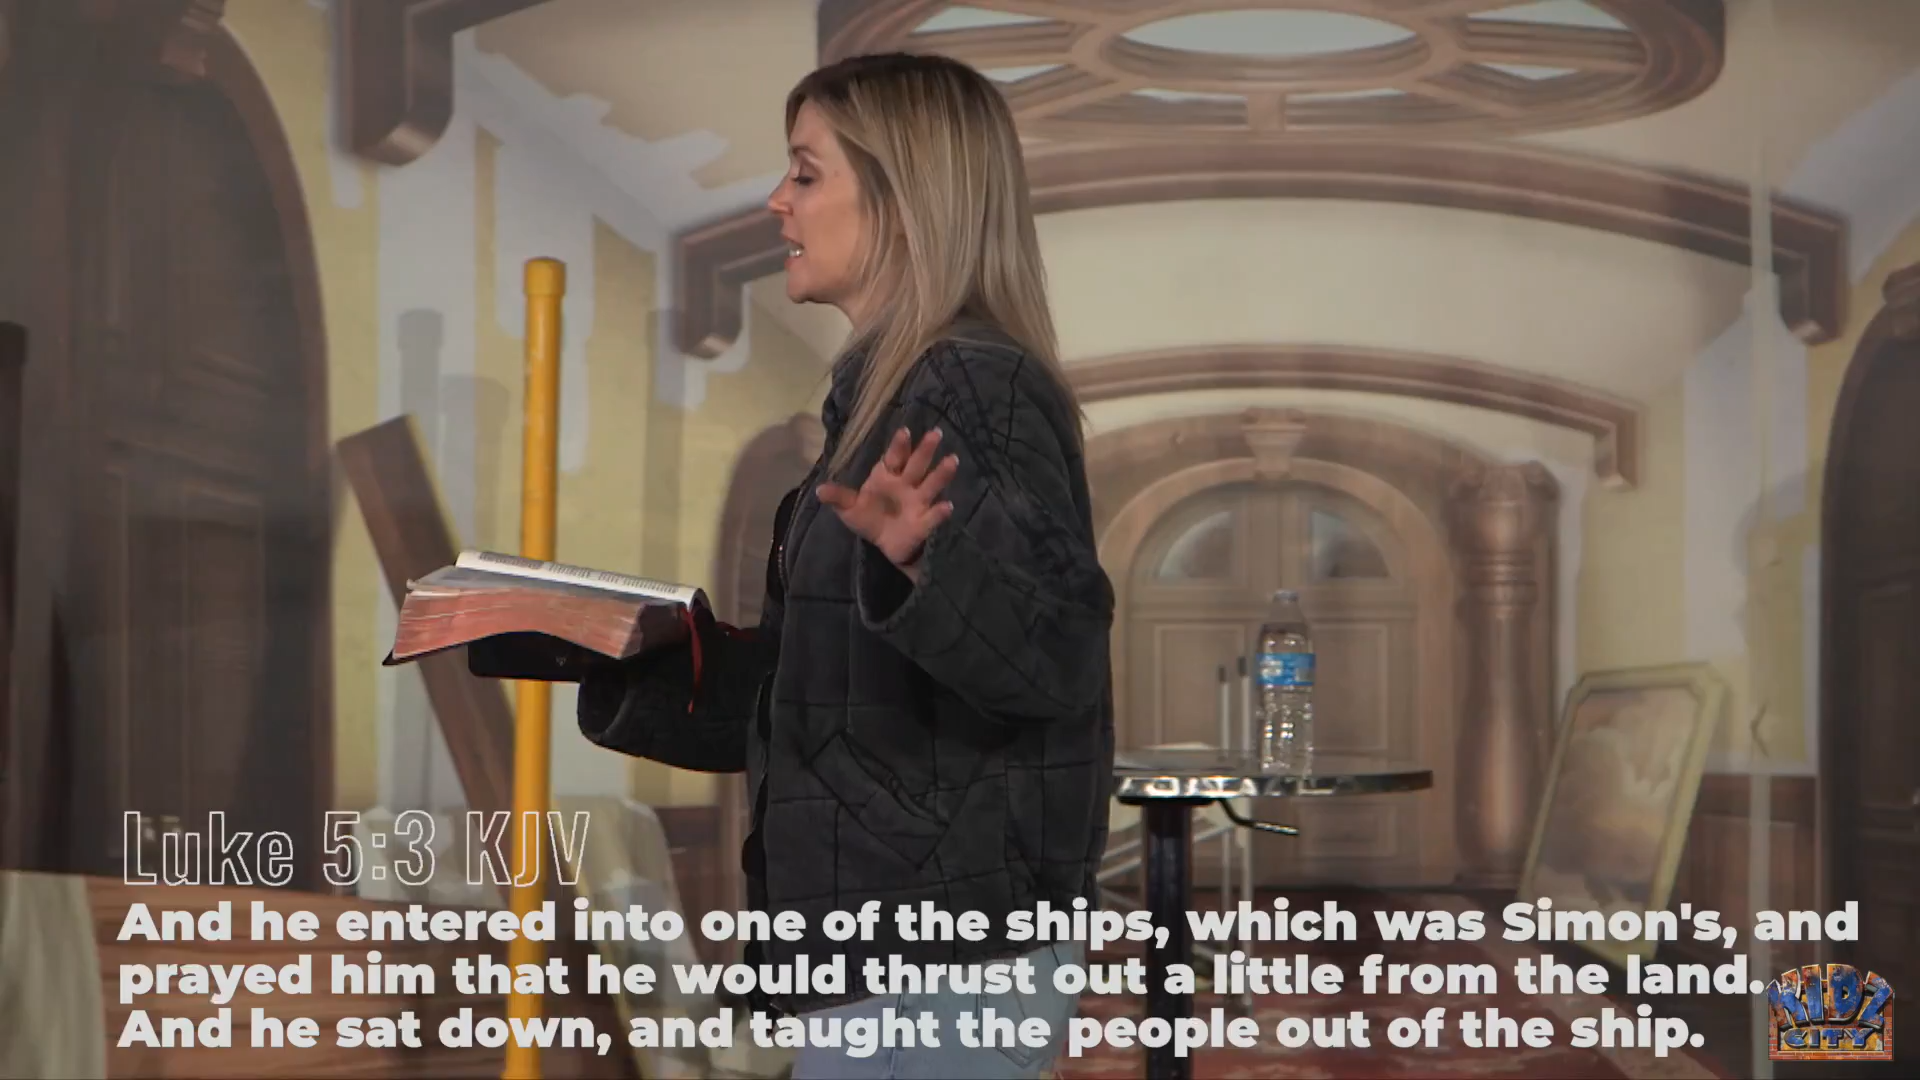 Luke 5:3 KJV
And he entered into one of the ships, which was Simon's, and
prayed him that he would thrust out a little from the land.
And he sat down, and taught the people out of the ship.
KIDZ
CITY